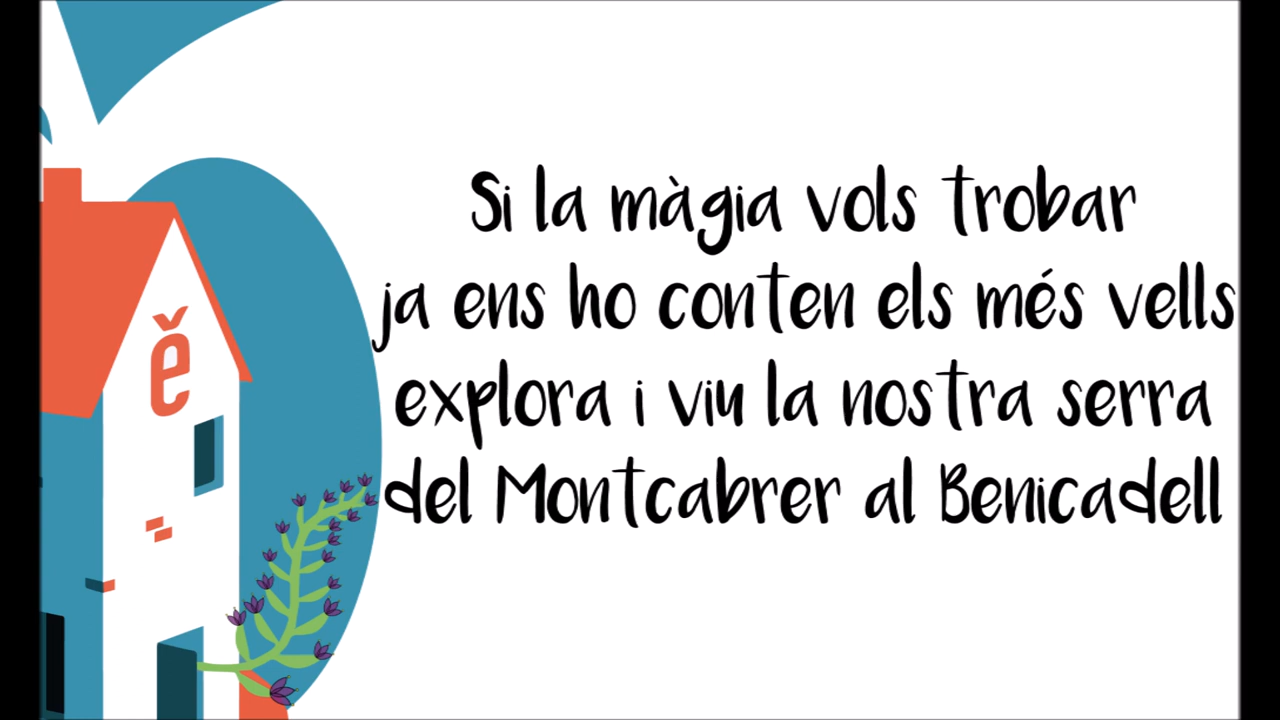 Si la màgia vols trobar
ja ens ho conten els més vells
explora i viu la nostra serra
del Montcabrer al Benicadell
ě